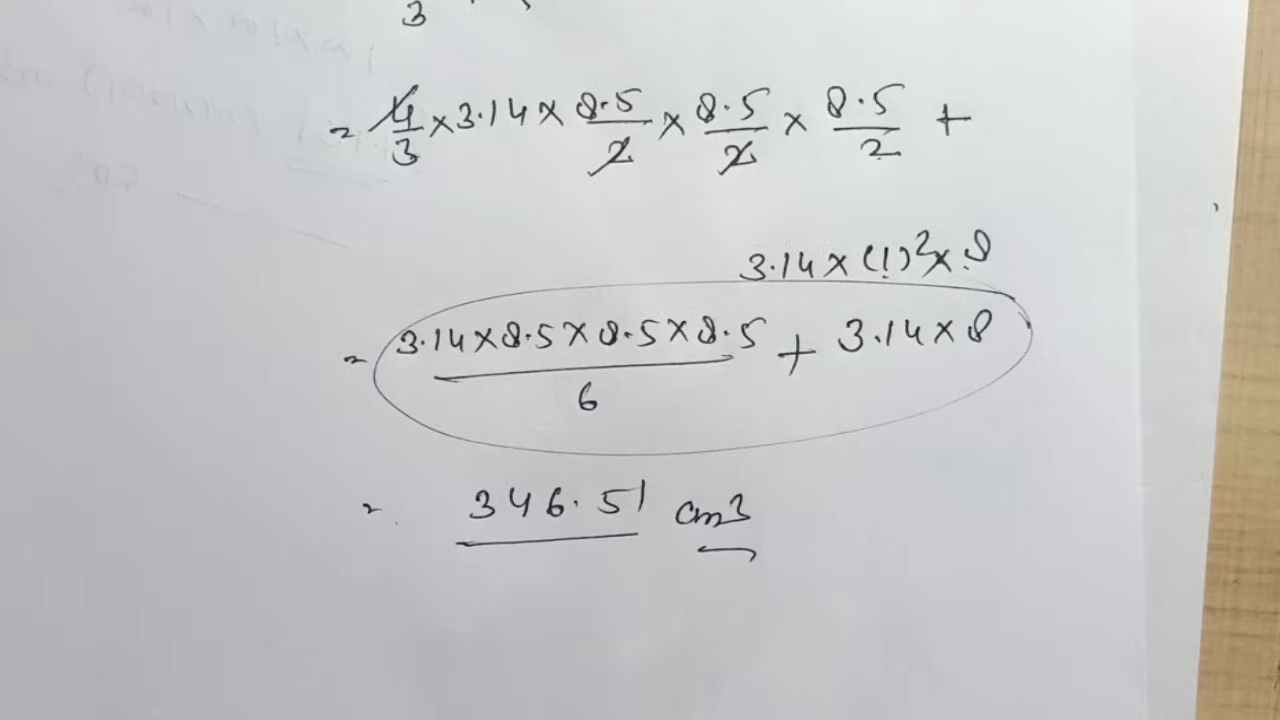 3
= 4/3 × 3.14 × 8.5/2 × 8.5/2 × 8.5/2 +
3.14 × (1)² × 8
= 3.14 × 8.5 × 8.5 × 8.5 / 6 + 3.14 × 8
= 346.51 cm3